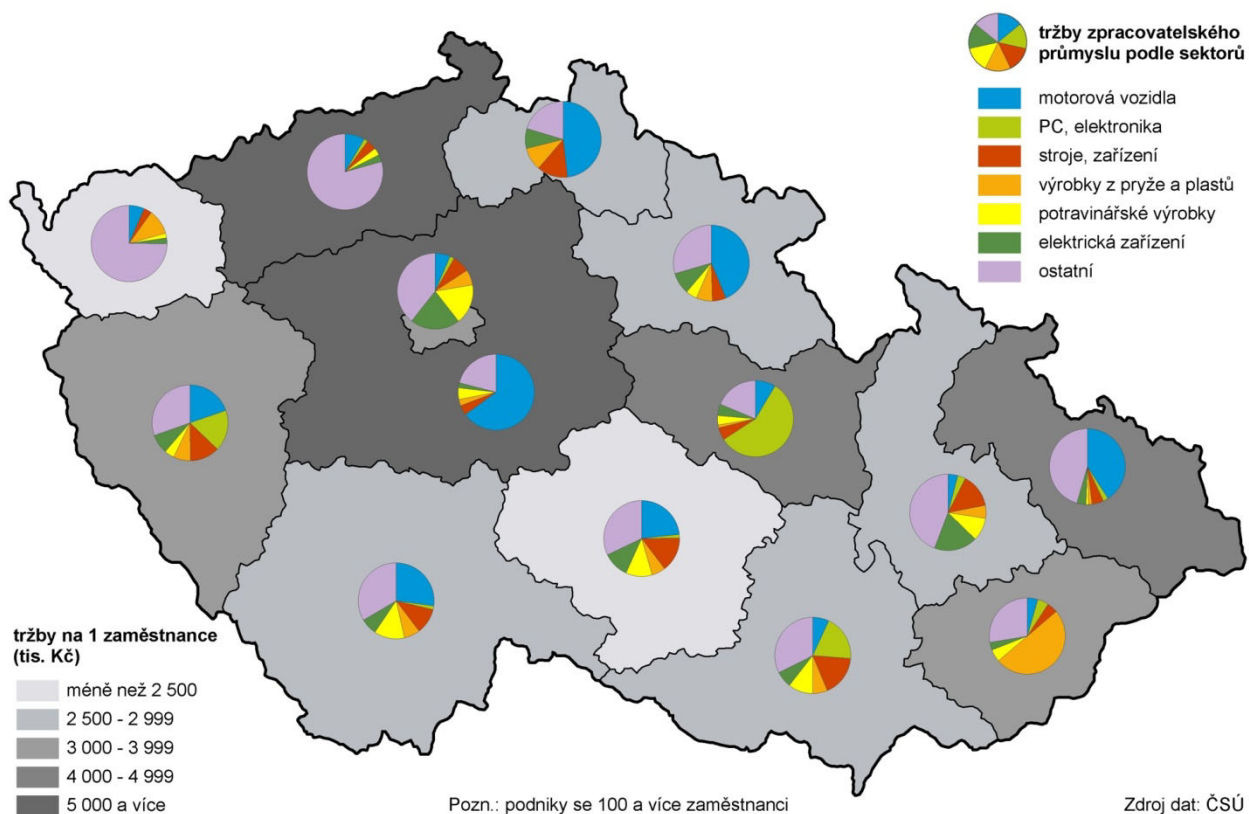 tržby zpracovatelského
průmyslu podle sektorů
motorová vozidla
PC, elektronika
stroje, zařízení
výrobky z pryže a plastů
potravinářské výrobky
elektrická zařízení
ostatní
tržby na 1 zaměstnance
(tis. Kč)
méně než 2 500
2 500 - 2 999
3 000 - 3 999
4 000 - 4 999
5 000 a více
Pozn.: podniky se 100 a více zaměstnanci
Zdroj dat: ČSÚ